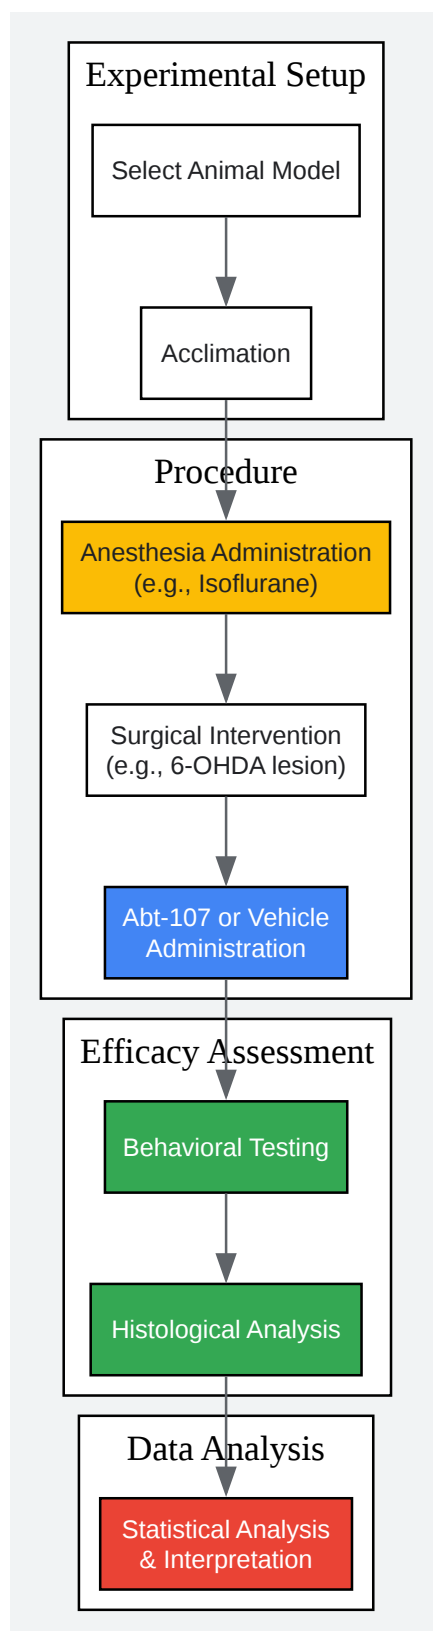 Experimental Setup
Select Animal Model
Acclimation
Procedure
Anesthesia Administration
(e.g., Isoflurane)
Surgical Intervention
(e.g., 6-OHDA lesion)
Abt-107 or Vehicle
Administration
Efficacy Assessment
Behavioral Testing
Histological Analysis
Data Analysis
Statistical Analysis
& Interpretation